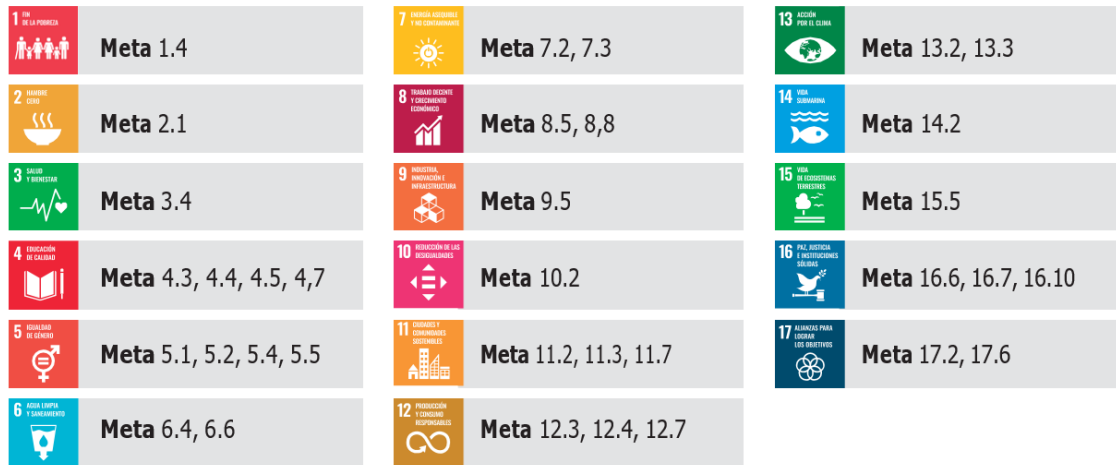 1 FIN
DE LA POBREZA
Meta 1.4
2 HAMBRE
CERO
Meta 2.1
3 SALUD
Y BIENESTAR
Meta 3.4
4 EDUCACIÓN
DE CALIDAD
Meta 4.3, 4.4, 4.5, 4,7
5 IGUALDAD
DE GÉNERO
Meta 5.1, 5.2, 5.4, 5.5
6 AGUA LIMPIA
Y SANEAMIENTO
Meta 6.4, 6.6
7 ENERGÍA ASEQUIBLE
Y NO CONTAMINANTE
Meta 7.2, 7.3
8 TRABAJO DECENTE
Y CRECIMIENTO
ECONÓMICO
Meta 8.5, 8,8
9 INDUSTRIA,
INNOVACIÓN E
INFRAESTRUCTURA
Meta 9.5
10 REDUCCIÓN DE LAS
DESIGUALDADES
Meta 10.2
11 CIUDADES Y
COMUNIDADES
SOSTENIBLES
Meta 11.2, 11.3, 11.7
12 PRODUCCIÓN
Y CONSUMO
RESPONSABLES
Meta 12.3, 12.4, 12.7
13 ACCIÓN
POR EL CLIMA
Meta 13.2, 13.3
14 VIDA
SUBMARINA
Meta 14.2
15 VIDA
DE ECOSISTEMAS
TERRESTRES
Meta 15.5
16 PAZ, JUSTICIA
E INSTITUCIONES
SÓLIDAS
Meta 16.6, 16.7, 16.10
17 ALIANZAS PARA
LOGRAR
LOS OBJETIVOS
Meta 17.2, 17.6